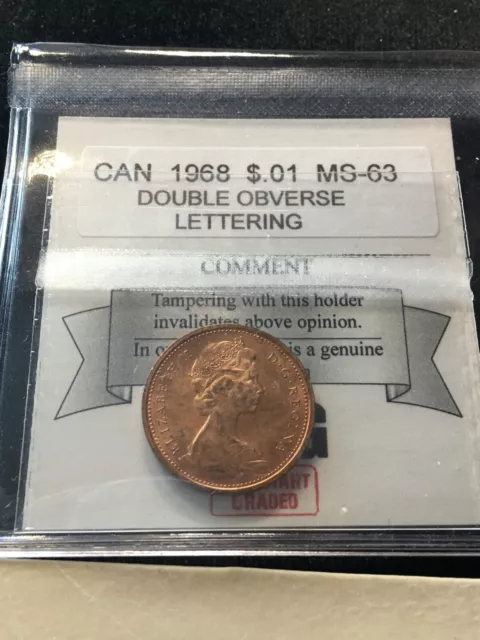 CAN 1968 $.01 MS-63
DOUBLE OBVERSE
LETTERING
COMMENT
Tampering with this holder
invalidates above opinion.
In is a genuine
ELIZABETH II D·G·REGINA
GRADED